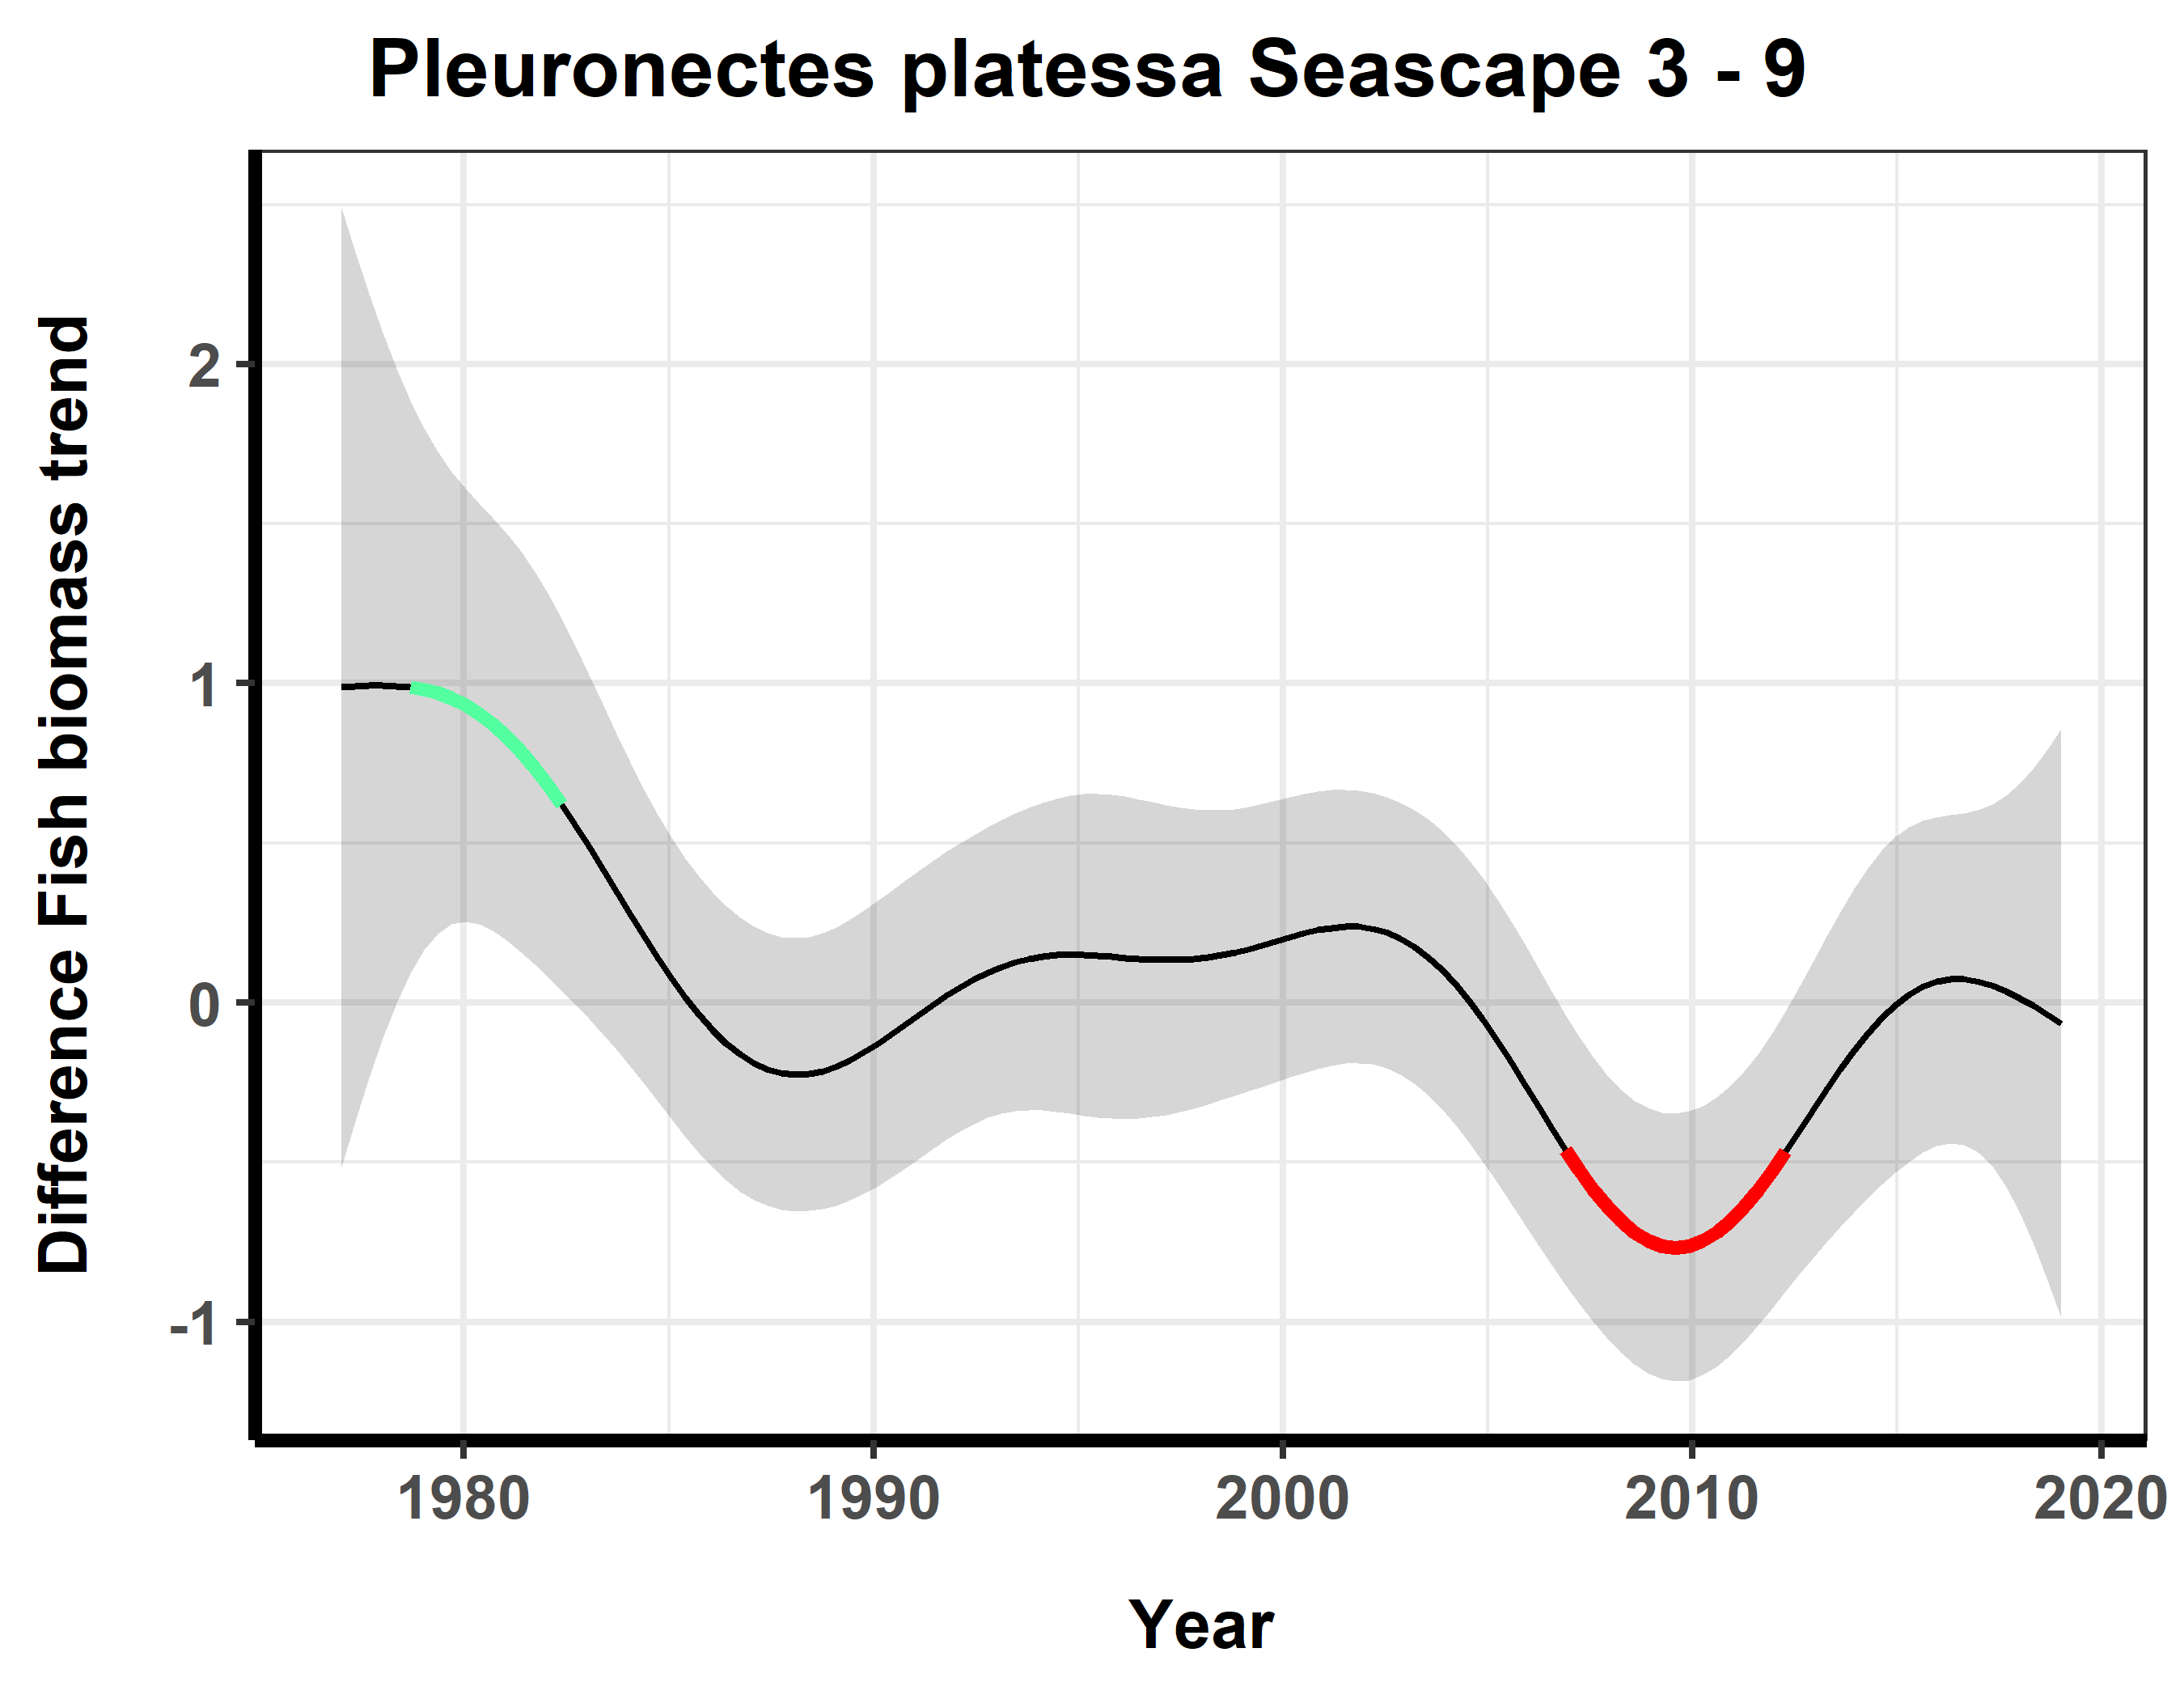 Pleuronectes platessa Seascape 3 - 9
Difference Fish biomass trend
2
1
0
-1
1980 1990 2000 2010 2020
Year